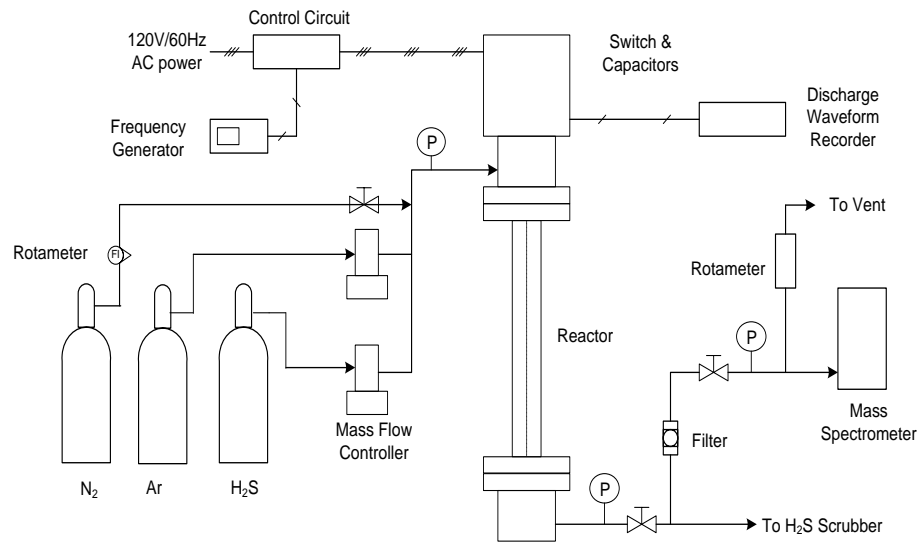 Control Circuit
120V/60Hz
AC power
Switch &
Capacitors
Frequency
Generator
Discharge
Waveform
Recorder
P
To Vent
Rotameter
FI
Rotameter
P
Reactor
Mass Flow
Controller
Filter
Mass
Spectrometer
N₂
Ar
H₂S
P
To H₂S Scrubber